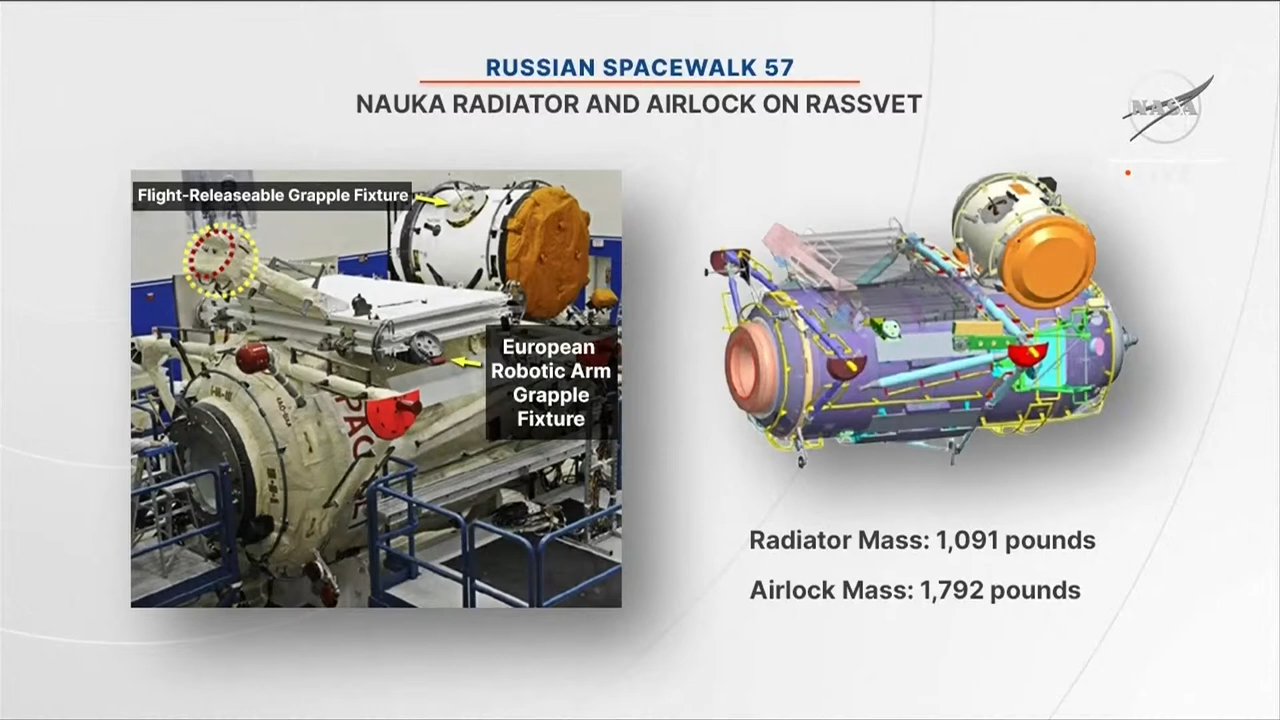 RUSSIAN SPACEWALK 57
NAUKA RADIATOR AND AIRLOCK ON RASSVET
NASA
Flight-Releaseable Grapple Fixture
European
Robotic Arm
Grapple
Fixture
Radiator Mass: 1,091 pounds
Airlock Mass: 1,792 pounds